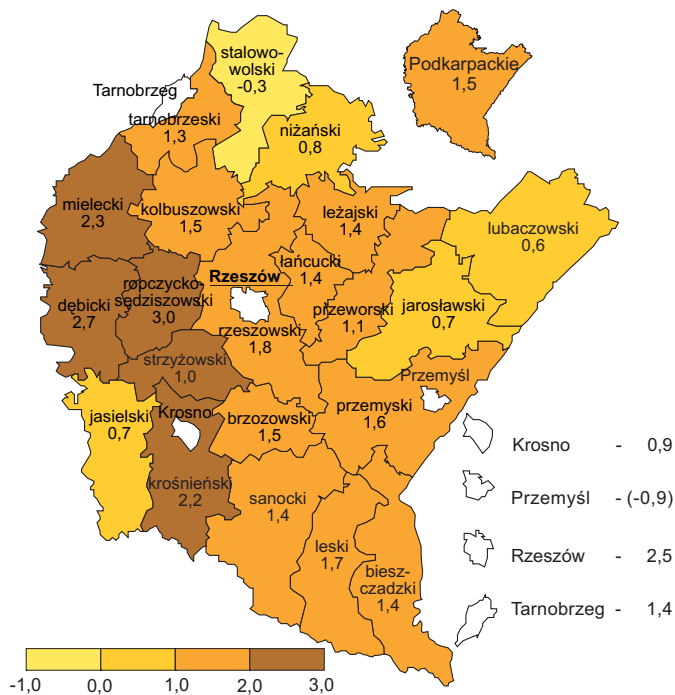 stalowo-
wolski
-0,3
Podkarpackie
1,5
Tarnobrzeg
tarnobrzeski
1,3
niżański
0,8
mielecki
2,3
kolbuszowski
1,5
leżajski
1,4
lubaczowski
0,6
łańcucki
1,4
ropczycko-
sędziszowski
3,0
Rzeszów
dębicki
2,7
przeworski
1,1
jarosławski
0,7
rzeszowski
1,8
strzyżowski
1,0
Przemyśl
jasielski
0,7
Krosno
brzozowski
1,5
przemyski
1,6
krośnieński
2,2
sanocki
1,4
leski
1,7
biesz-
czadzki
1,4
Krosno - 0,9
Przemyśl - (-0,9)
Rzeszów - 2,5
Tarnobrzeg - 1,4
-1,0 0,0 1,0 2,0 3,0